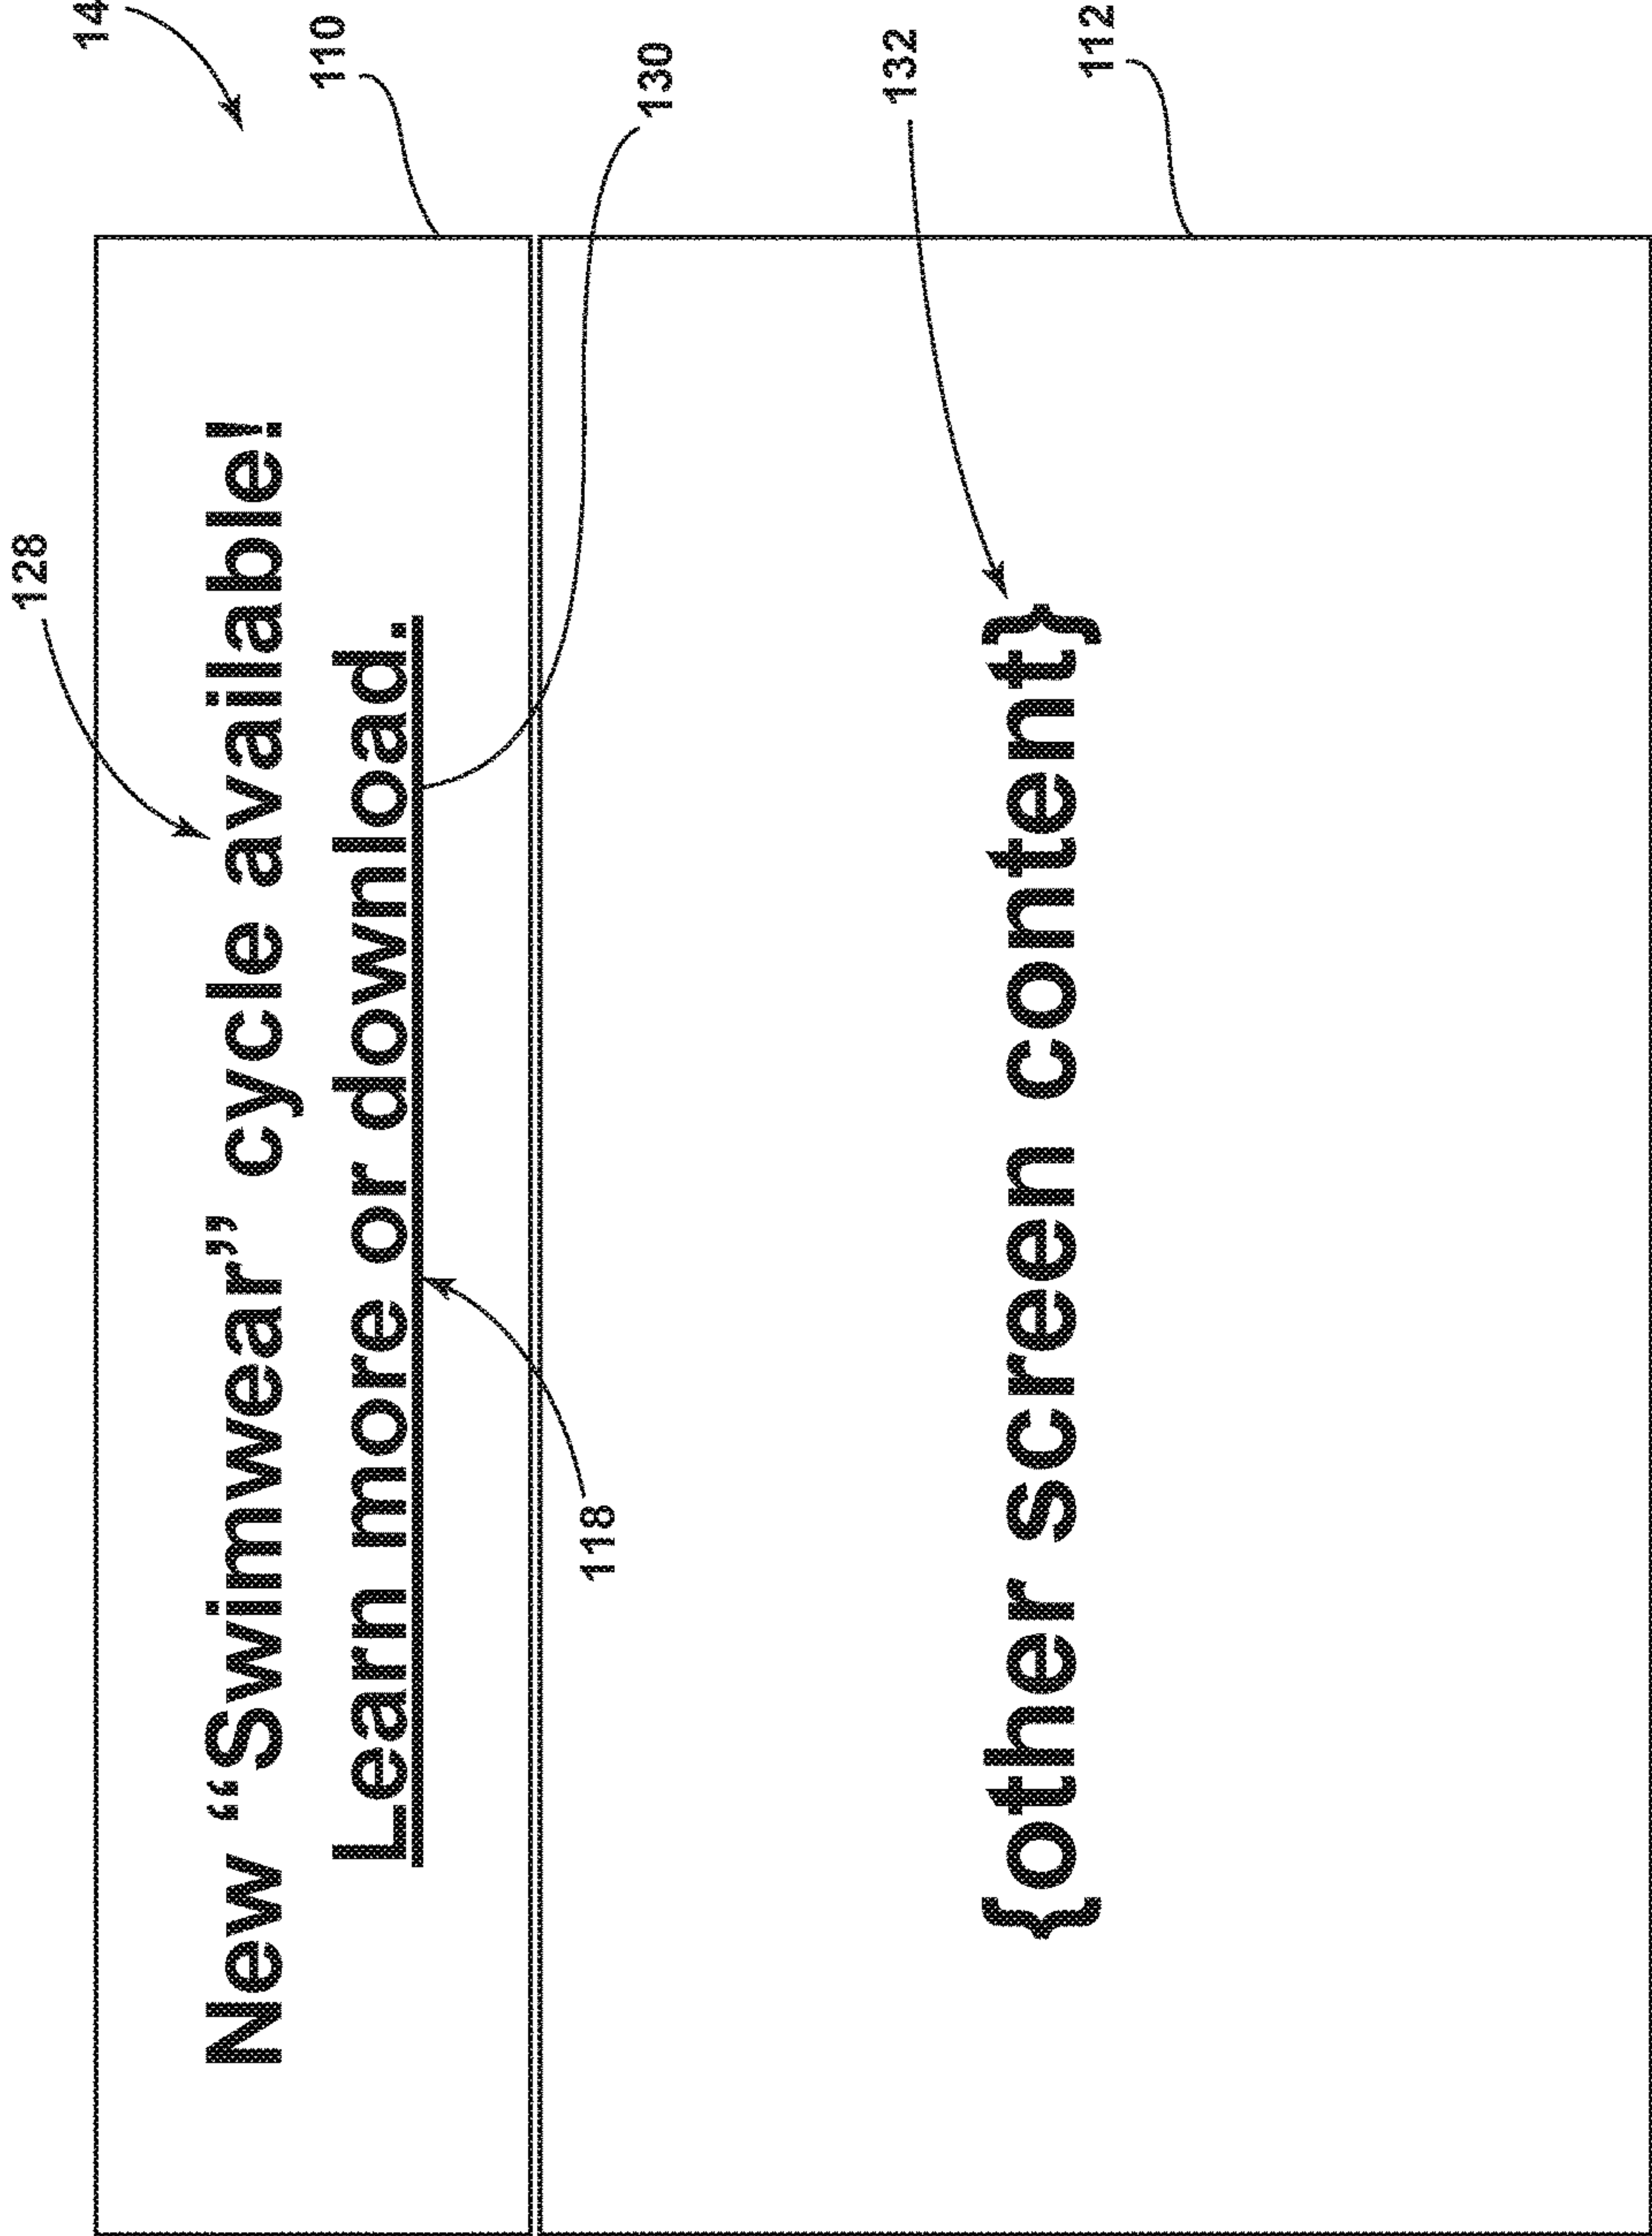 14
110
128
New “Swimwear” cycle available!
Learn more or download.
130
118
132
{other screen content}
112